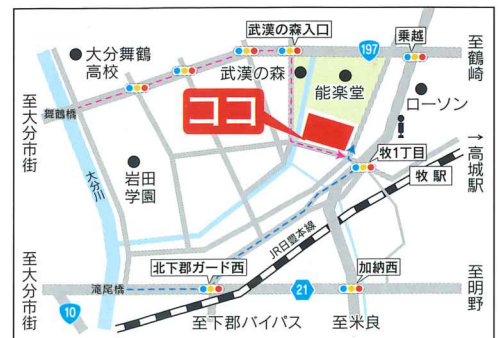 武漢の森入口
197
乗越
至鶴崎
大分舞鶴
高校
武漢の森
能楽堂
ローソン
至大分市街
舞鶴橋
ココ
牧1丁目
→高城駅
牧 駅
大分川
岩田
学園
JR日豊本線
北下郡ガード西
加納西
滝尾橋
21
至大分市街
10
至下郡バイパス
至米良
至明野